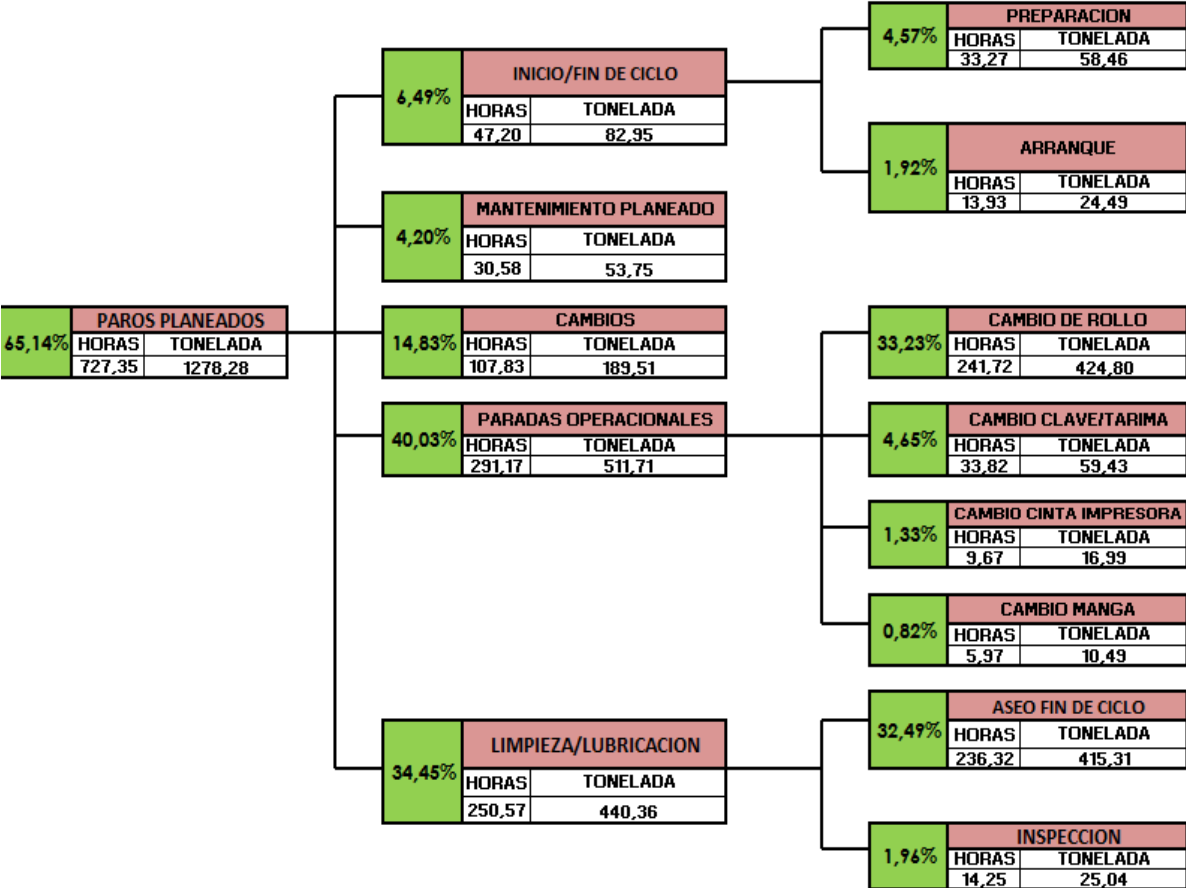 PREPARACION
4,57%
HORAS TONELADA
33,27 58,46
INICIO/FIN DE CICLO
6,49%
HORAS TONELADA
47,20 82,95
ARRANQUE
1,92%
HORAS TONELADA
13,93 24,49
MANTENIMIENTO PLANEADO
4,20%
HORAS TONELADA
30,58 53,75
PAROS PLANEADOS
65,14%
HORAS TONELADA
727,35 1278,28
CAMBIOS
14,83%
HORAS TONELADA
107,83 189,51
CAMBIO DE ROLLO
33,23%
HORAS TONELADA
241,72 424,80
PARADAS OPERACIONALES
40,03%
HORAS TONELADA
291,17 511,71
CAMBIO CLAVE/TARIMA
4,65%
HORAS TONELADA
33,82 59,43
CAMBIO CINTA IMPRESORA
1,33%
HORAS TONELADA
9,67 16,99
CAMBIO MANGA
0,82%
HORAS TONELADA
5,97 10,49
LIMPIEZA/LUBRICACION
34,45%
HORAS TONELADA
250,57 440,36
ASEO FIN DE CICLO
32,49%
HORAS TONELADA
236,32 415,31
INSPECCION
1,96%
HORAS TONELADA
14,25 25,04